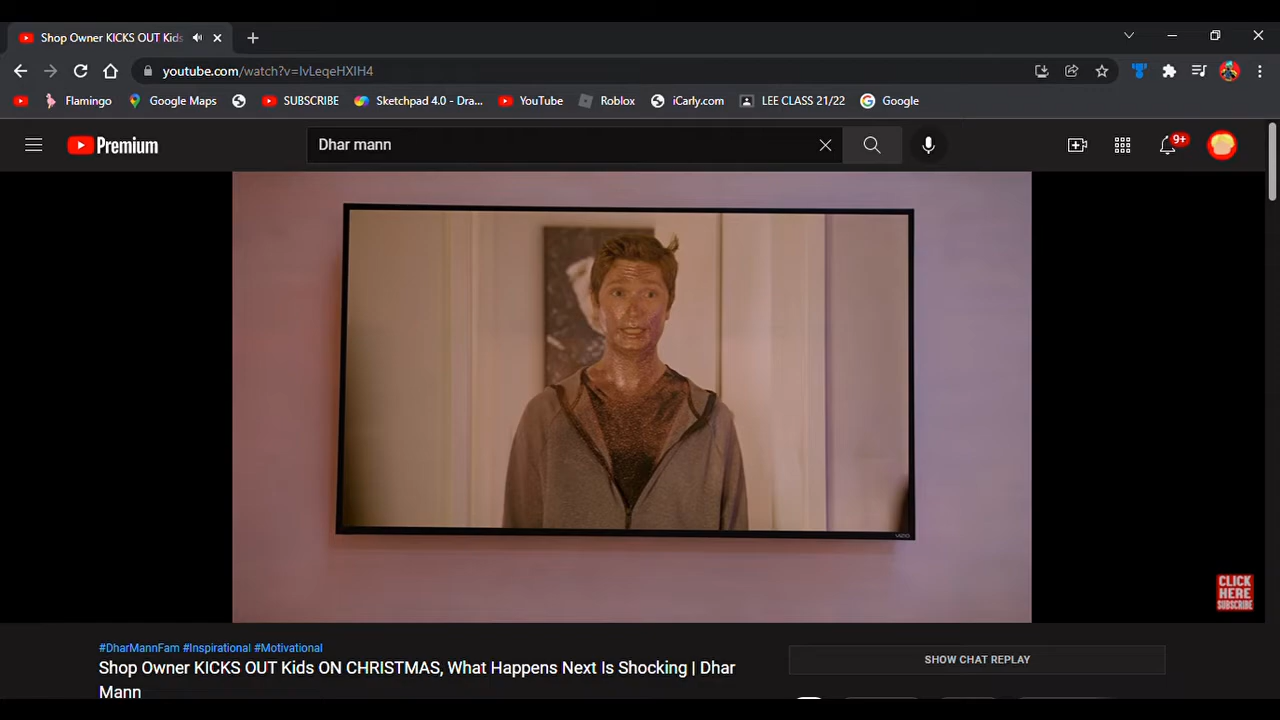 Shop Owner KICKS OUT Kids
youtube.com/watch?v=IvLeqeHXIH4
Flamingo
Google Maps
SUBSCRIBE
Sketchpad 4.0 - Dra...
YouTube
Roblox
iCarly.com
LEE CLASS 21/22
Google
Premium
Dhar mann
9+
VIZIO
CLICK
HERE
SUBSCRIBE
#DharMannFam #Inspirational #Motivational
Shop Owner KICKS OUT Kids ON CHRISTMAS, What Happens Next Is Shocking | Dhar
Mann
SHOW CHAT REPLAY